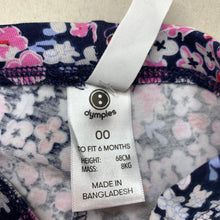 dymples
00
TO FIT 6 MONTHS
HEIGHT: 68CM
MASS: 8KG
MADE IN
BANGLADESH